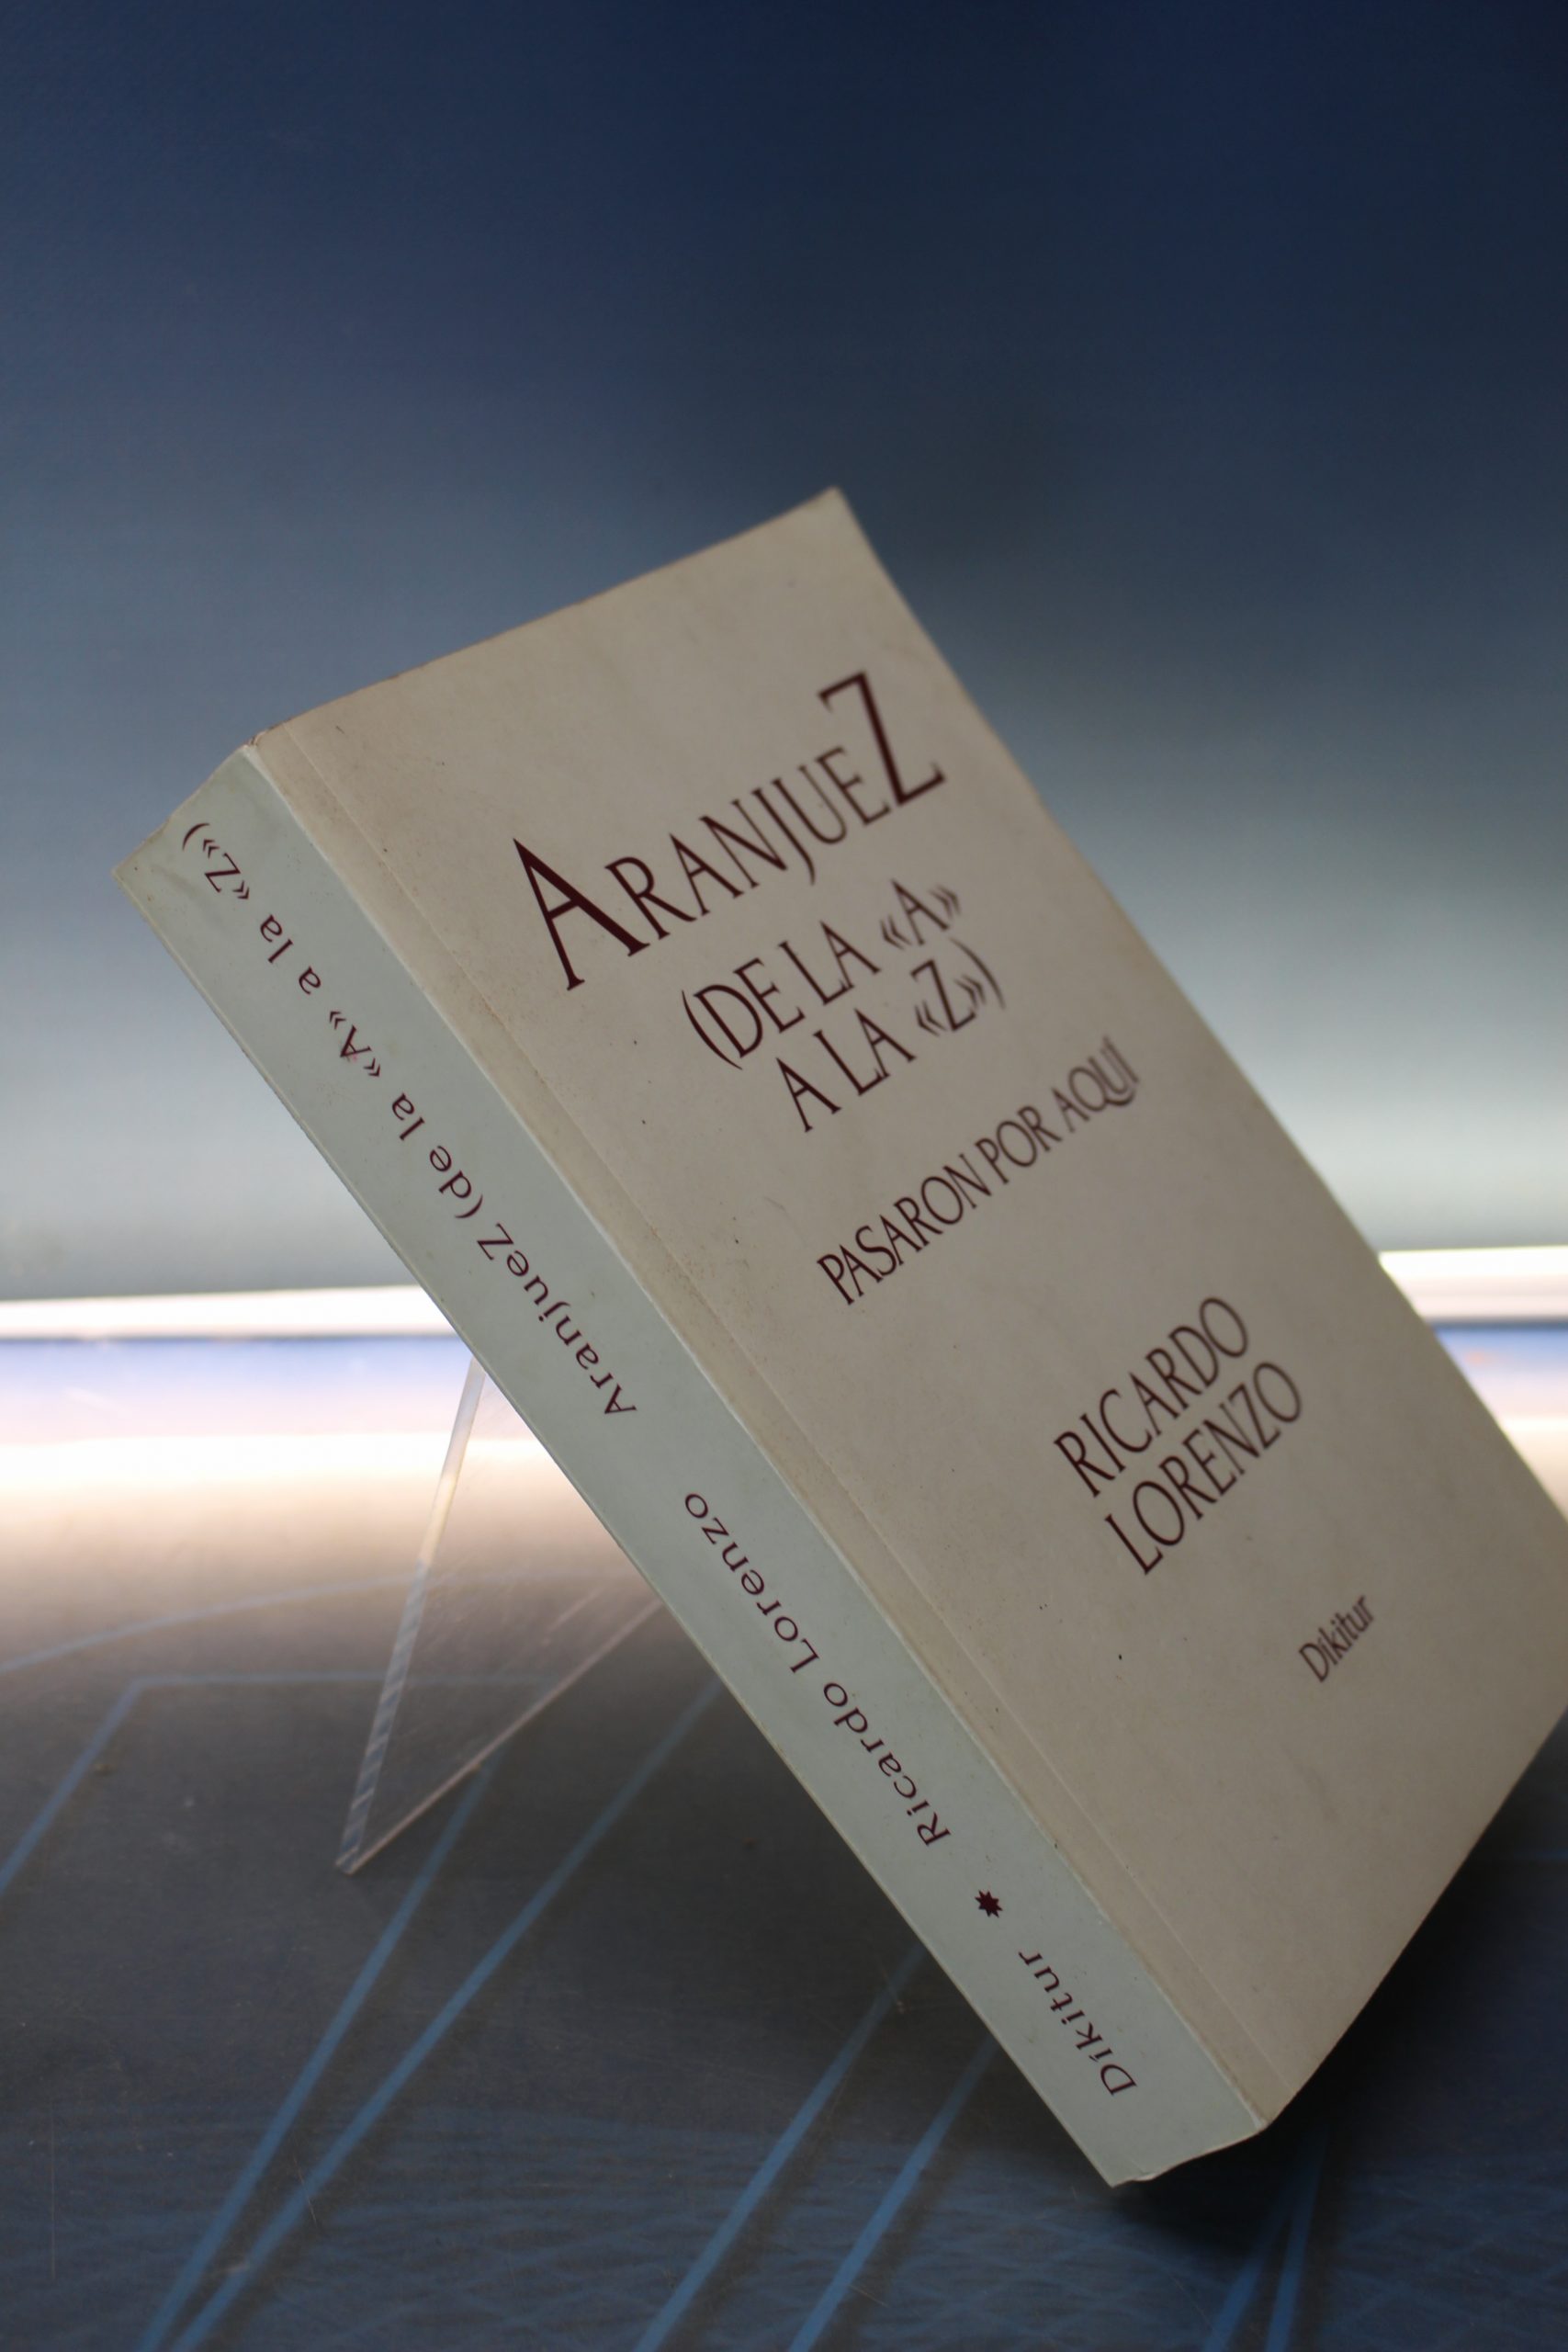 ARANJUEZ
(DE LA «A»
A LA «Z»)
PASARON POR AQUÍ
RICARDO
LORENZO
Dikitur
Dikitur ✷ Ricardo Lorenzo AranjueZ (de la «A» a la «Z»)